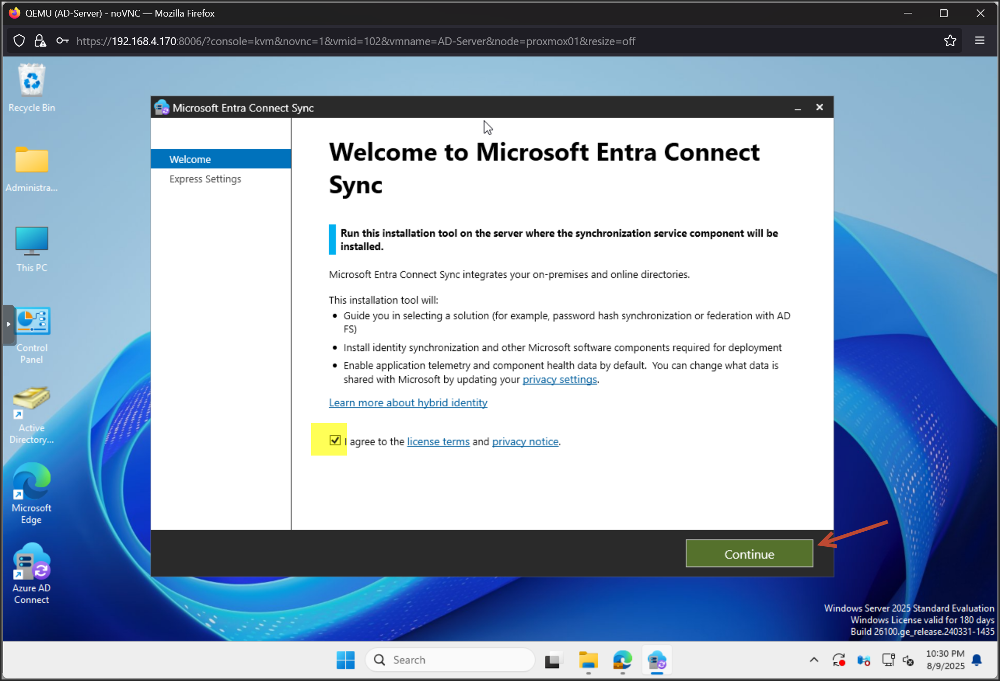 QEMU (AD-Server) - noVNC — Mozilla Firefox
https://192.168.4.170:8006/?console=kvm&novnc=1&vmid=102&vmname=AD-Server&node=proxmox01&resize=off
Recycle Bin
Administra...
This PC
Control
Panel
Active
Directory...
Microsoft
Edge
Azure AD
Connect
Microsoft Entra Connect Sync
Welcome
Express Settings
Welcome to Microsoft Entra Connect
Sync
Run this installation tool on the server where the synchronization service component will be
installed.
Microsoft Entra Connect Sync integrates your on-premises and online directories.
This installation tool will:
• Guide you in selecting a solution (for example, password hash synchronization or federation with AD
FS)
• Install identity synchronization and other Microsoft software components required for deployment
• Enable application telemetry and component health data by default.  You can change what data is
shared with Microsoft by updating your privacy settings.
Learn more about hybrid identity
I agree to the license terms and privacy notice.
Continue
Windows Server 2025 Standard Evaluation
Windows License valid for 180 days
Build 26100.ge_release.240331-1435
Search
10:30 PM
8/9/2025